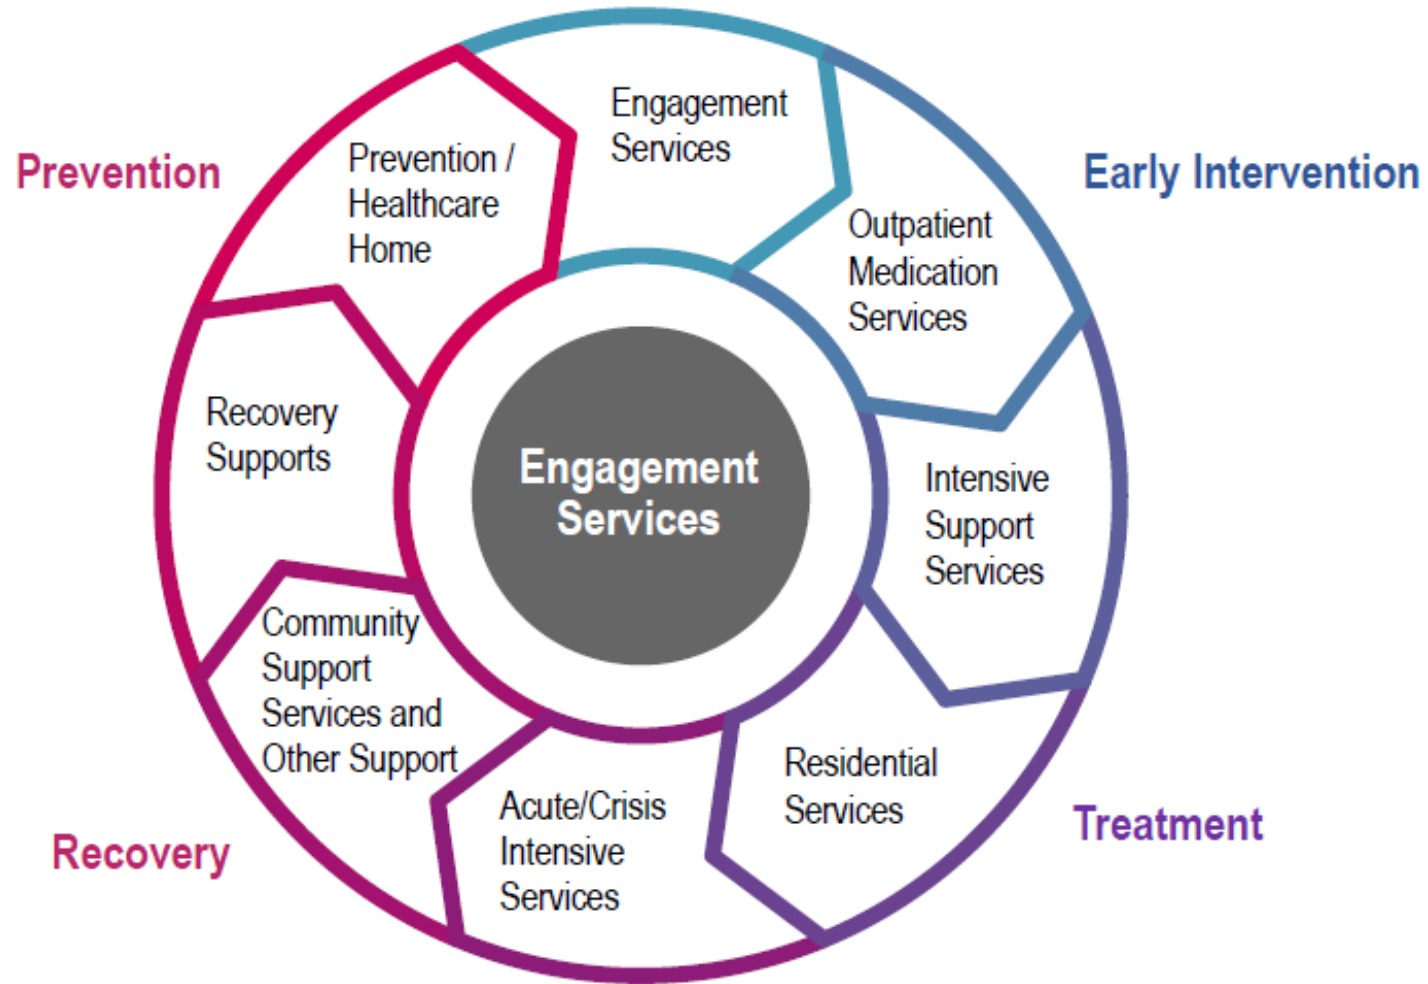 Engagement
Services
Prevention
Prevention /
Healthcare
Home
Early Intervention
Outpatient
Medication
Services
Recovery
Supports
Engagement
Services
Intensive
Support
Services
Community
Support
Services and
Other Support
Residential
Services
Acute/Crisis
Intensive
Services
Treatment
Recovery